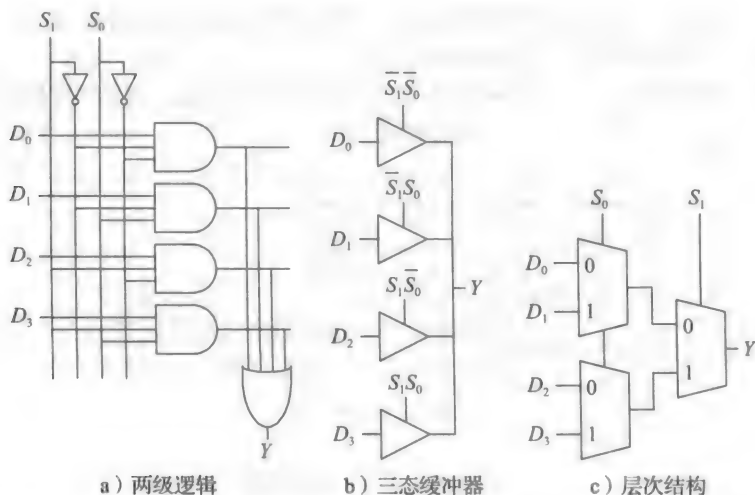 S₁ S₀
D₀
D₁
D₂
D₃
Y
a）两级逻辑
S̅₁S̅₀
D₀
S̅₁S₀
D₁
S₁S̅₀
D₂
S₁S₀
D₃
Y
b）三态缓冲器
S₀ S₁
D₀ 0
D₁ 1
D₂ 0
D₃ 1
0
1
Y
c）层次结构